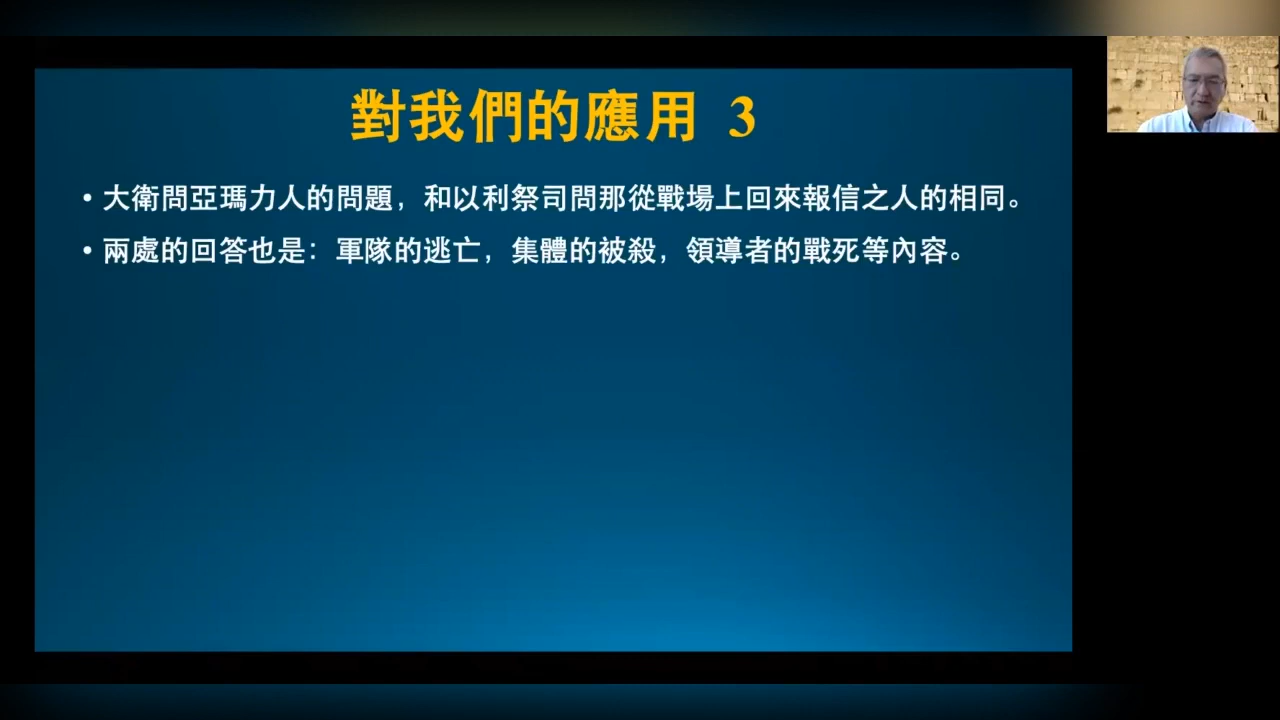 對我們的應用 3
• 大衛問亞瑪力人的問題，和以利祭司問那從戰場上回來報信之人的相同。
• 兩處的回答也是：軍隊的逃亡，集體的被殺，領導者的戰死等內容。